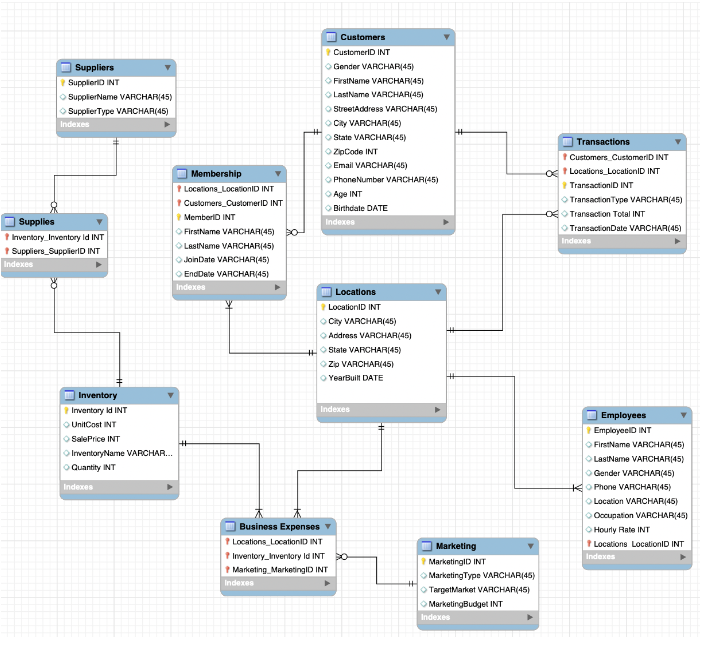 Customers
CustomerID INT
Gender VARCHAR(45)
FirstName VARCHAR(45)
LastName VARCHAR(45)
StreetAddress VARCHAR(45)
City VARCHAR(45)
State VARCHAR(45)
ZipCode INT
Email VARCHAR(45)
PhoneNumber VARCHAR(45)
Age INT
Birthdate DATE
Indexes
Suppliers
SupplierID INT
SupplierName VARCHAR(45)
SupplierType VARCHAR(45)
Indexes
Transactions
Customers_CustomerID INT
Locations_LocationID INT
TransactionID INT
TransactionType VARCHAR(45)
Transaction Total INT
TransactionDate VARCHAR(45)
Indexes
Membership
Locations_LocationID INT
Customers_CustomerID INT
MemberID INT
FirstName VARCHAR(45)
LastName VARCHAR(45)
JoinDate VARCHAR(45)
EndDate VARCHAR(45)
Indexes
Supplies
Inventory_Inventory Id INT
Suppliers_SupplierID INT
Indexes
Locations
LocationID INT
City VARCHAR(45)
Address VARCHAR(45)
State VARCHAR(45)
Zip VARCHAR(45)
YearBuilt DATE
Indexes
Inventory
Inventory Id INT
UnitCost INT
SalePrice INT
InventoryName VARCHAR...
Quantity INT
Indexes
Employees
EmployeeID INT
FirstName VARCHAR(45)
LastName VARCHAR(45)
Gender VARCHAR(45)
Phone VARCHAR(45)
Location VARCHAR(45)
Occupation VARCHAR(45)
Hourly Rate INT
Locations_LocationID INT
Indexes
Business Expenses
Locations_LocationID INT
Inventory_Inventory Id INT
Marketing_MarketingID INT
Indexes
Marketing
MarketingID INT
MarketingType VARCHAR(45)
TargetMarket VARCHAR(45)
MarketingBudget INT
Indexes